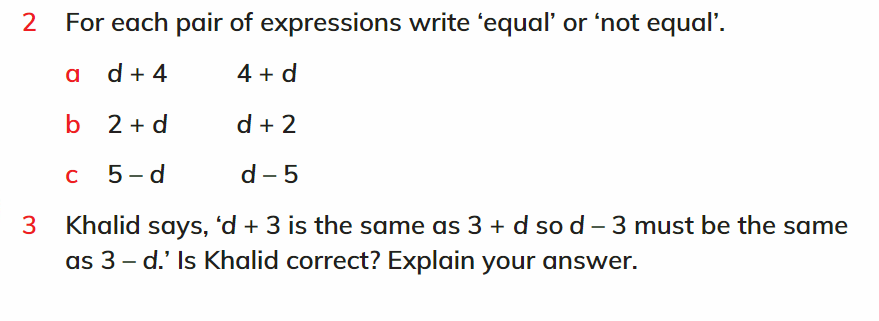 2 For each pair of expressions write ‘equal’ or ‘not equal’.
a d + 4 4 + d
b 2 + d d + 2
c 5 – d d – 5
3 Khalid says, ‘d + 3 is the same as 3 + d so d – 3 must be the same
as 3 – d.’ Is Khalid correct? Explain your answer.